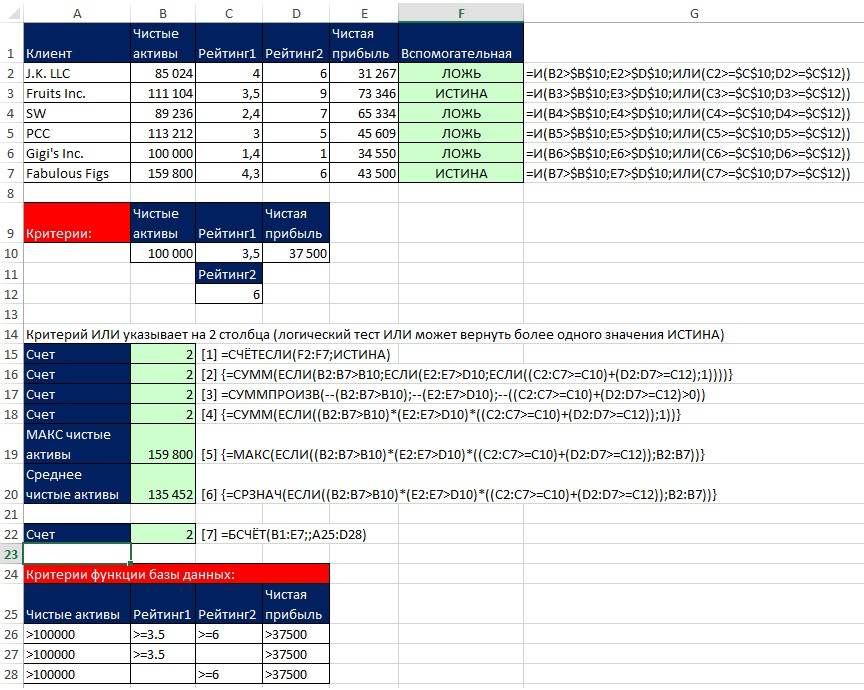 A B C D E F G
1 Клиент Чистые активы Рейтинг1 Рейтинг2 Чистая прибыль Вспомогательная
2 J.K. LLC 85 024 4 6 31 267 ЛОЖЬ =И(B2>$B$10;E2>$D$10;ИЛИ(C2>=$C$10;D2>=$C$12))
3 Fruits Inc. 111 104 3,5 9 73 346 ИСТИНА =И(B3>$B$10;E3>$D$10;ИЛИ(C3>=$C$10;D3>=$C$12))
4 SW 89 236 2,4 7 65 334 ЛОЖЬ =И(B4>$B$10;E4>$D$10;ИЛИ(C4>=$C$10;D4>=$C$12))
5 PCC 113 212 3 5 45 609 ЛОЖЬ =И(B5>$B$10;E5>$D$10;ИЛИ(C5>=$C$10;D5>=$C$12))
6 Gigi's Inc. 100 000 1,4 1 34 550 ЛОЖЬ =И(B6>$B$10;E6>$D$10;ИЛИ(C6>=$C$10;D6>=$C$12))
7 Fabulous Figs 159 800 4,3 6 43 500 ИСТИНА =И(B7>$B$10;E7>$D$10;ИЛИ(C7>=$C$10;D7>=$C$12))
8
9 Критерии: Чистые активы Рейтинг1 Чистая прибыль
10 100 000 3,5 37 500
11 Рейтинг2
12 6
13
14 Критерий ИЛИ указывает на 2 столбца (логический тест ИЛИ может вернуть более одного значения ИСТИНА)
15 Счет 2 [1] =СЧЁТЕСЛИ(F2:F7;ИСТИНА)
16 Счет 2 [2] {=СУММ(ЕСЛИ(B2:B7>B10;ЕСЛИ(E2:E7>D10;ЕСЛИ((C2:C7>=C10)+(D2:D7>=C12);1))))}
17 Счет 2 [3] =СУММПРОИЗВ(--(B2:B7>B10);--(E2:E7>D10);--((C2:C7>=C10)+(D2:D7>=C12)>0))
18 Счет 2 [4] {=СУММ(ЕСЛИ((B2:B7>B10)*(E2:E7>D10)*((C2:C7>=C10)+(D2:D7>=C12));1))}
19 МАКС чистые активы 159 800 [5] {=МАКС(ЕСЛИ((B2:B7>B10)*(E2:E7>D10)*((C2:C7>=C10)+(D2:D7>=C12));B2:B7))}
20 Среднее чистые активы 135 452 [6] {=СРЗНАЧ(ЕСЛИ((B2:B7>B10)*(E2:E7>D10)*((C2:C7>=C10)+(D2:D7>=C12));B2:B7))}
21
22 Счет 2 [7] =БСЧЁТ(B1:E7;;A25:D28)
23
24 Критерии функции базы данных:
25 Чистые активы Рейтинг1 Рейтинг2 Чистая прибыль
26 >100000 >=3.5 >=6 >37500
27 >100000 >=3.5 >37500
28 >100000 >=6 >37500